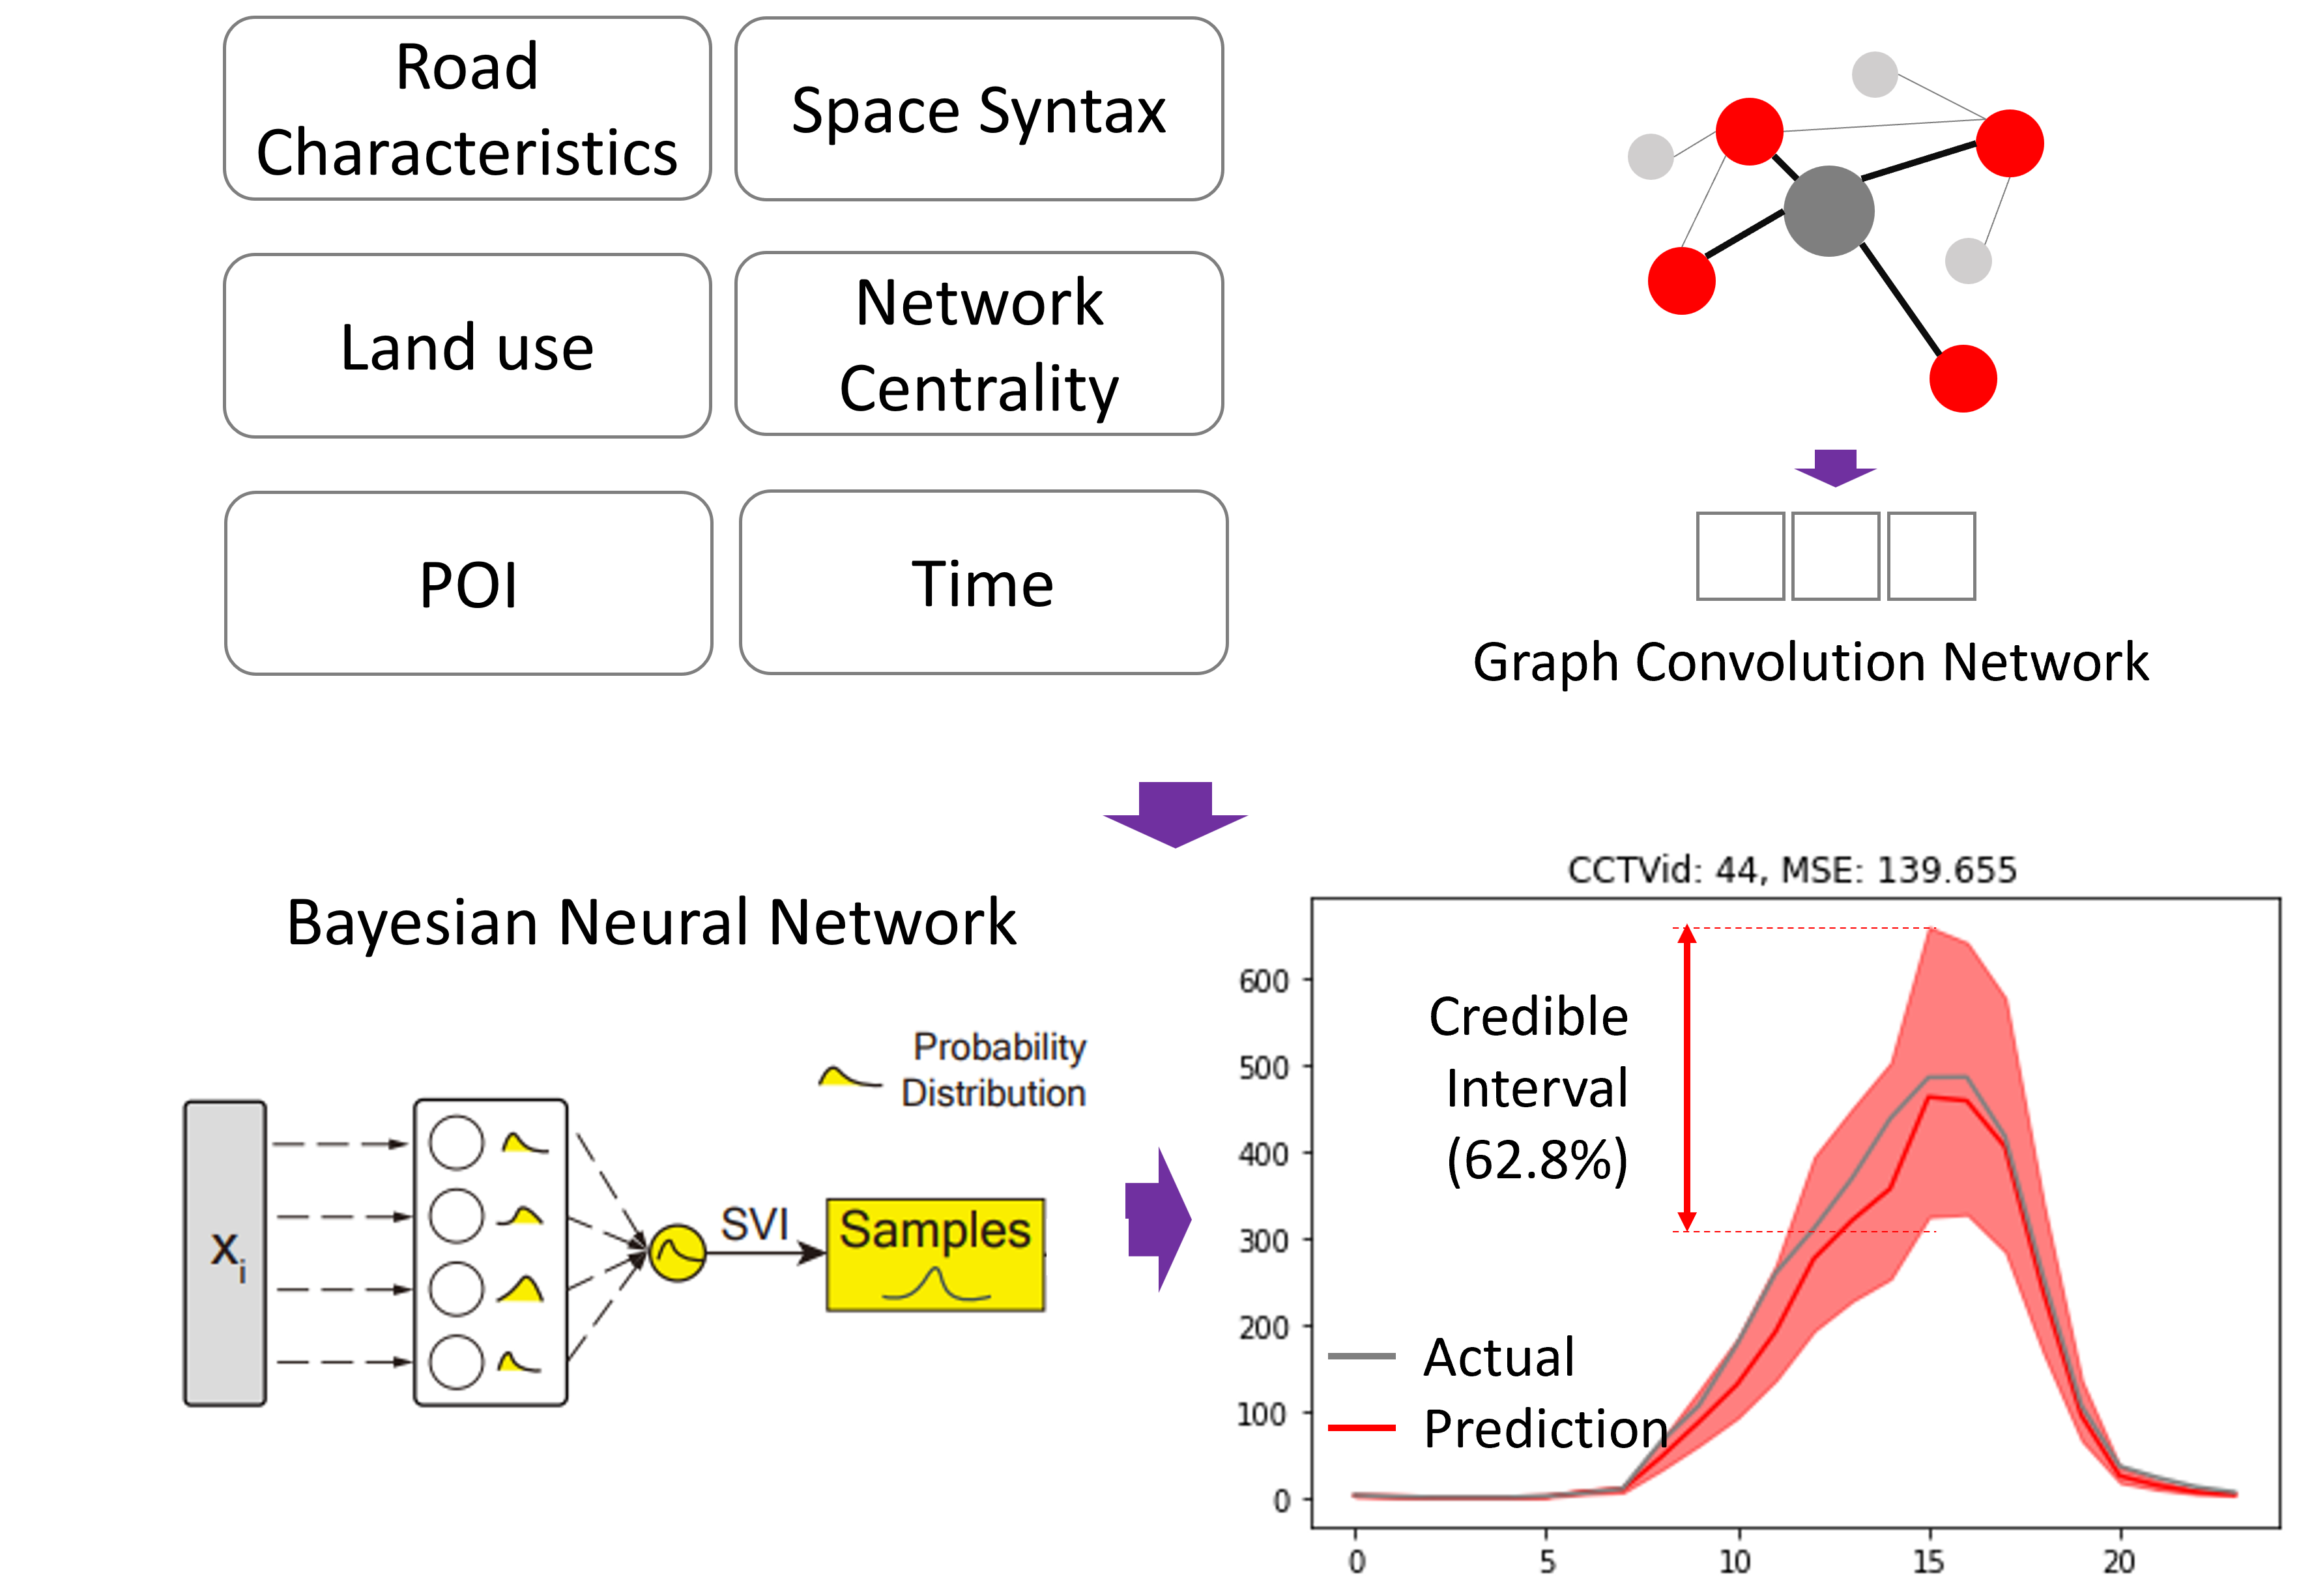 Road
Characteristics
Space Syntax
Land use
Network
Centrality
POI
Time
Graph Convolution Network
Bayesian Neural Network
Probability
Distribution
x i
SVI
Samples
CCTVid: 44, MSE: 139.655
600
500
400
300
200
100
0
Credible
Interval
(62.8%)
Actual
Prediction
0 5 10 15 20